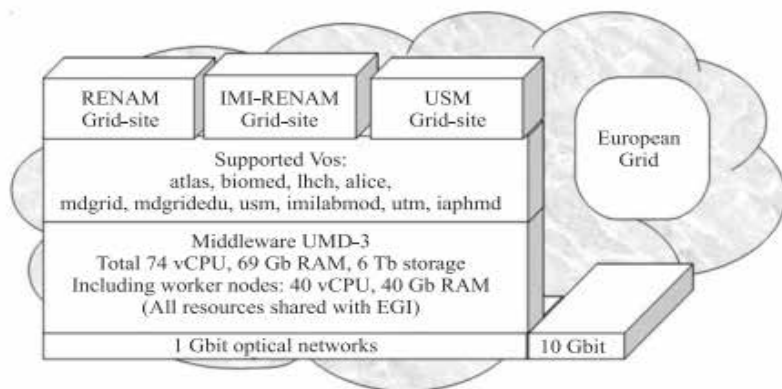 RENAM
Grid-site
IMI-RENAM
Grid-site
USM
Grid-site
European
Grid
Supported Vos:
atlas, biomed, lhch, alice,
mdgrid, mdgridedu, usm, imilabmod, utm, iaphmd
Middleware UMD-3
Total 74 vCPU, 69 Gb RAM, 6 Tb storage
Including worker nodes: 40 vCPU, 40 Gb RAM
(All resources shared with EGI)
1 Gbit optical networks
10 Gbit